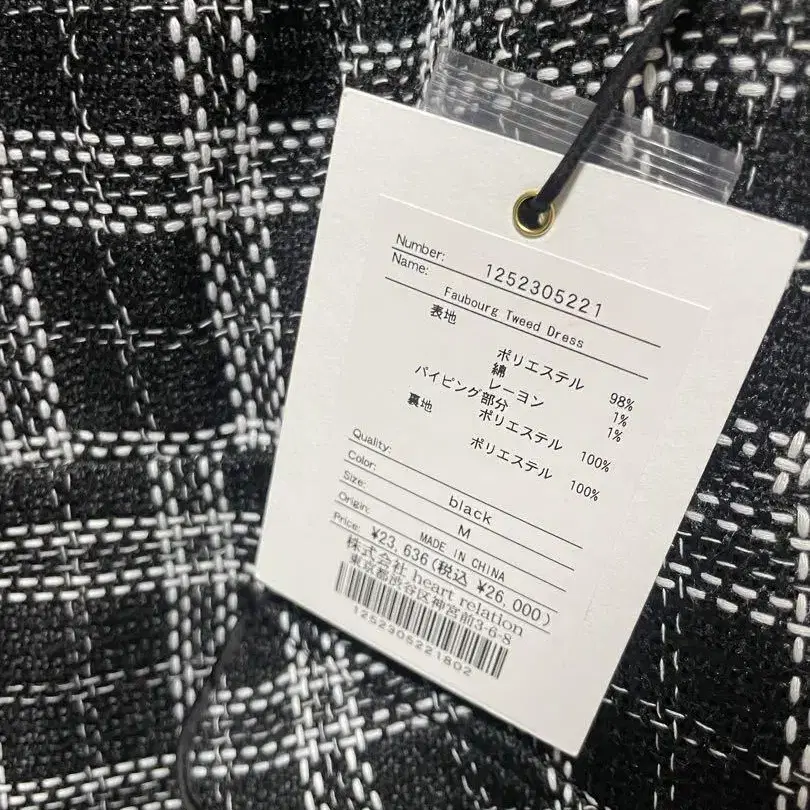 Number: 1252305221
Name: Faubourg Tweed Dress
表地
ポリエステル 98%
綿 1%
レーヨン 1%
パイピング部分
ポリエステル 100%
裏地
ポリエステル 100%
Quality:
Color: black
Size: M
Origin: MADE IN CHINA
Price: ¥23,636(税込 ¥26,000)
株式会社 heart relation
東京都渋谷区神宮前3-6-8
1252305221802